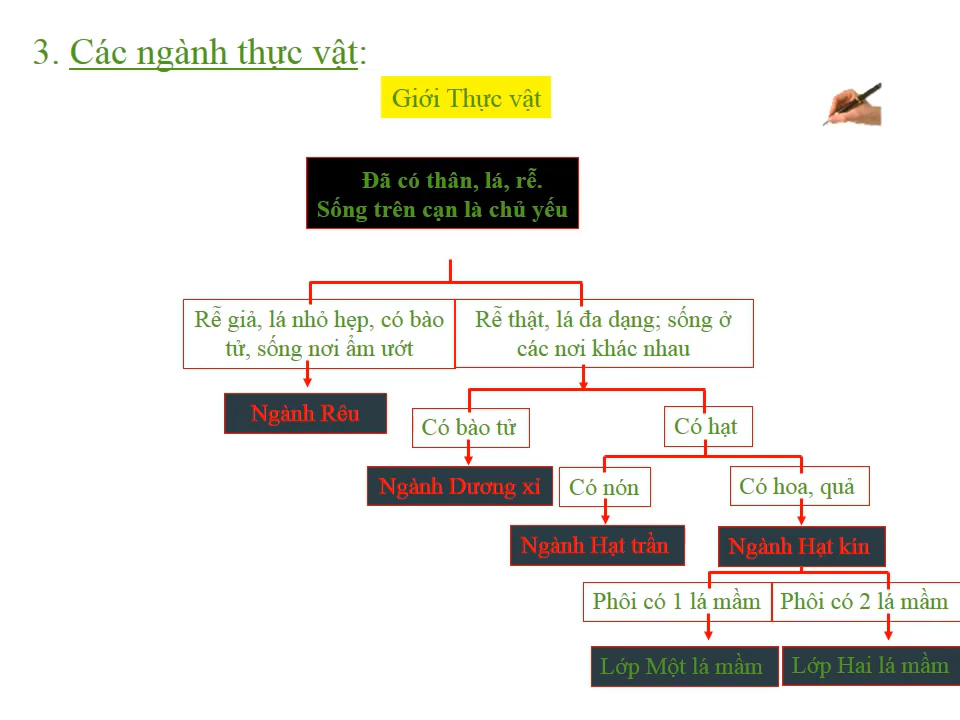 3. Các ngành thực vật:
Giới Thực vật
Đã có thân, lá, rễ.
Sống trên cạn là chủ yếu
Rễ giả, lá nhỏ hẹp, có bào
tử, sống nơi ẩm ướt
Rễ thật, lá đa dạng; sống ở
các nơi khác nhau
Ngành Rêu
Có bào tử
Có hạt
Ngành Dương xỉ
Có nón
Có hoa, quả
Ngành Hạt trần
Ngành Hạt kín
Phôi có 1 lá mầm
Phôi có 2 lá mầm
Lớp Một lá mầm
Lớp Hai lá mầm